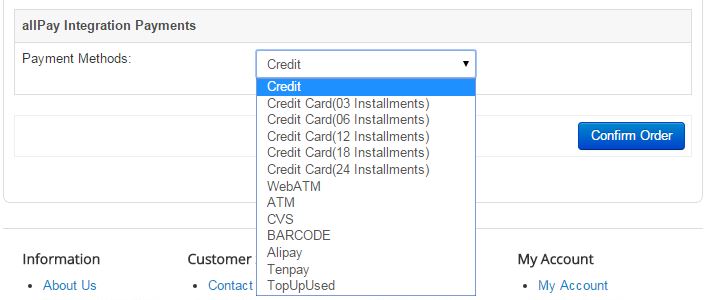 allPay Integration Payments
Payment Methods:
Credit
Credit
Credit Card(03 Installments)
Credit Card(06 Installments)
Credit Card(12 Installments)
Credit Card(18 Installments)
Credit Card(24 Installments)
WebATM
ATM
CVS
BARCODE
Alipay
Tenpay
TopUpUsed
Confirm Order
Information
About Us
Customer
Contact
My Account
My Account